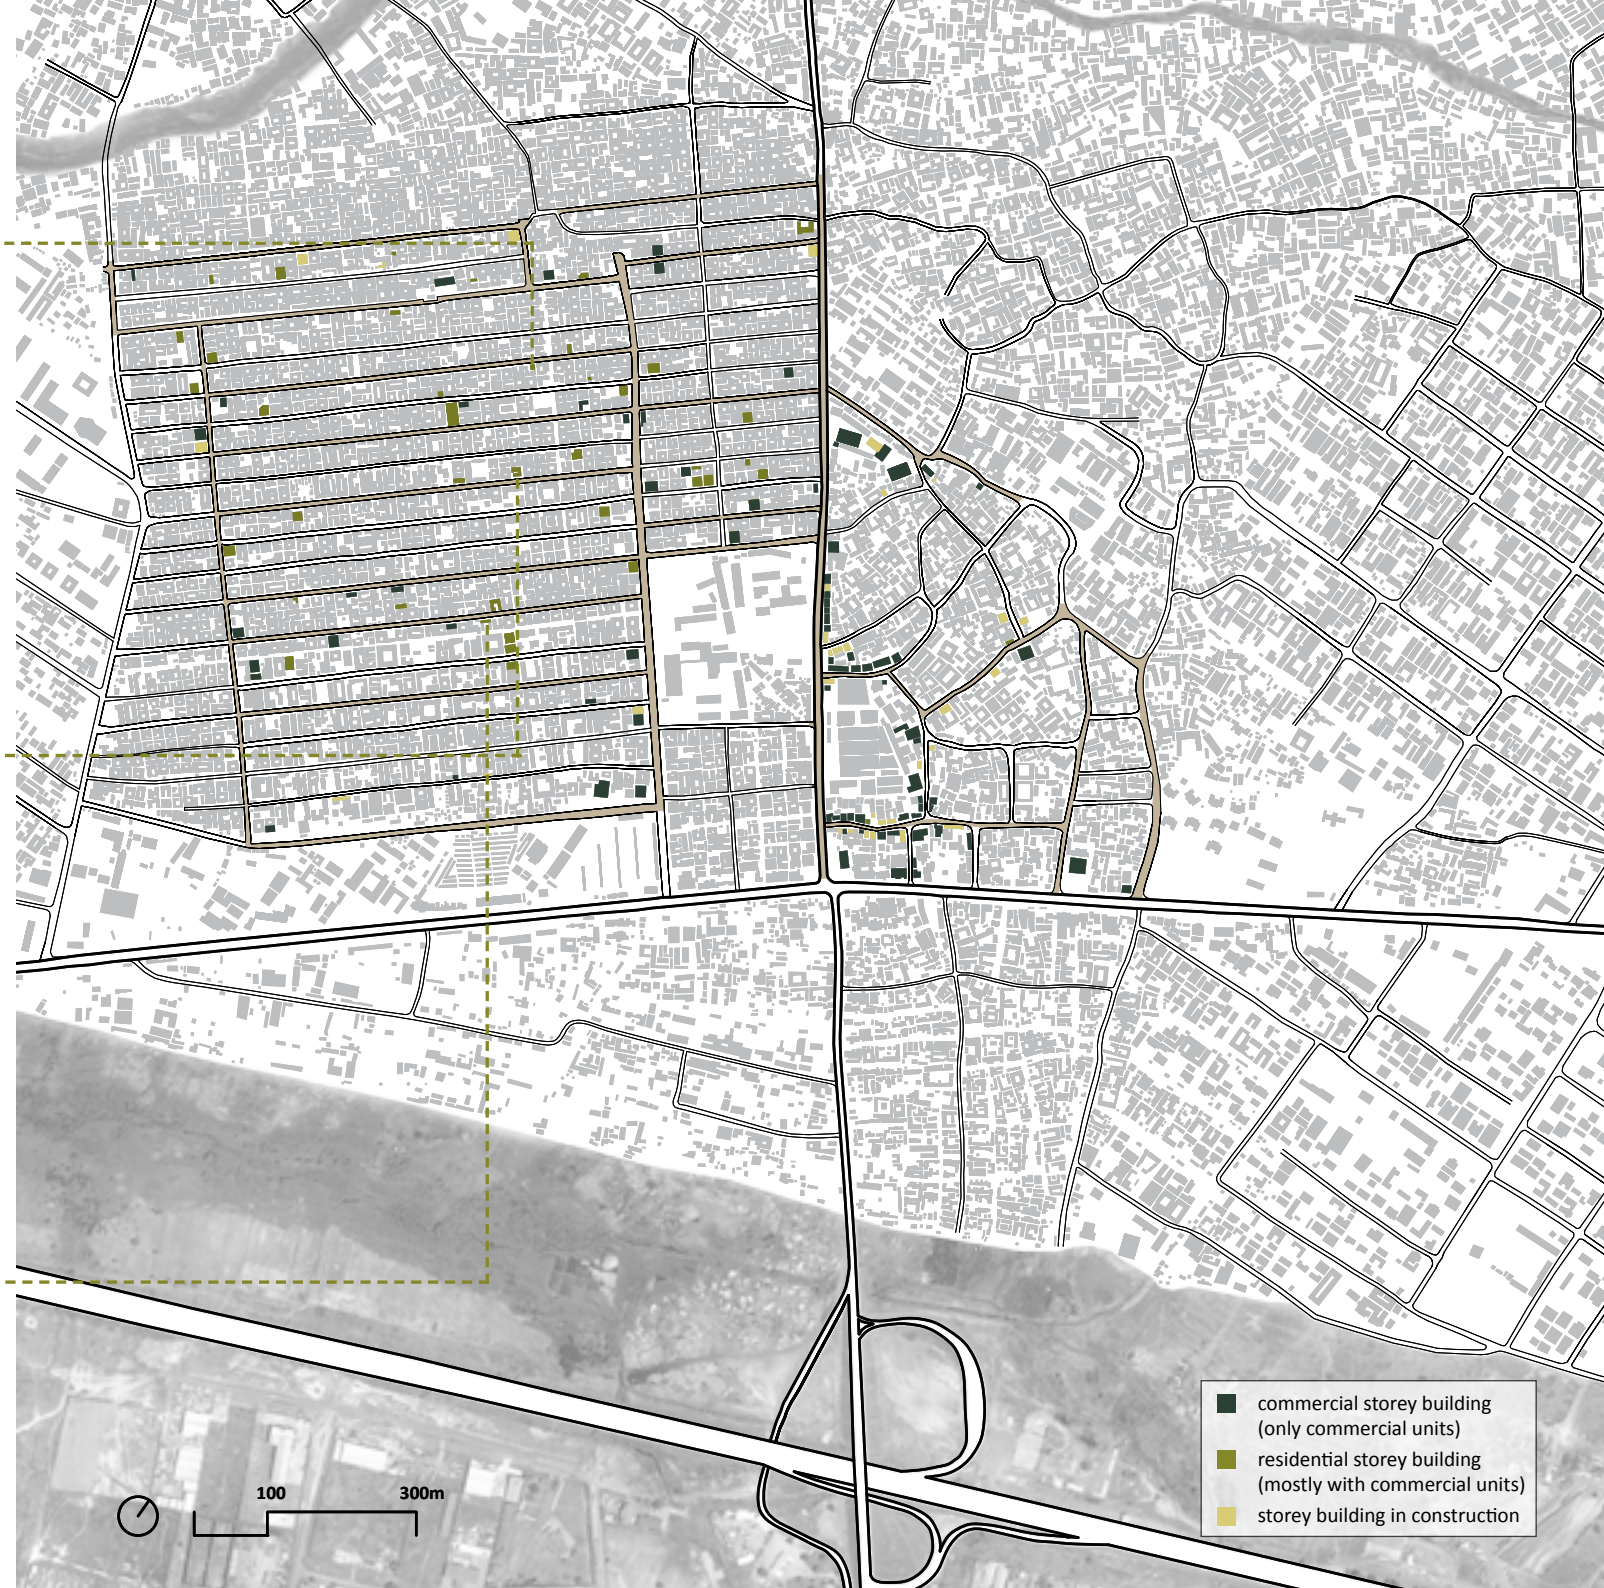 commercial storey building
(only commercial units)
residential storey building
(mostly with commercial units)
storey building in construction
100
300m